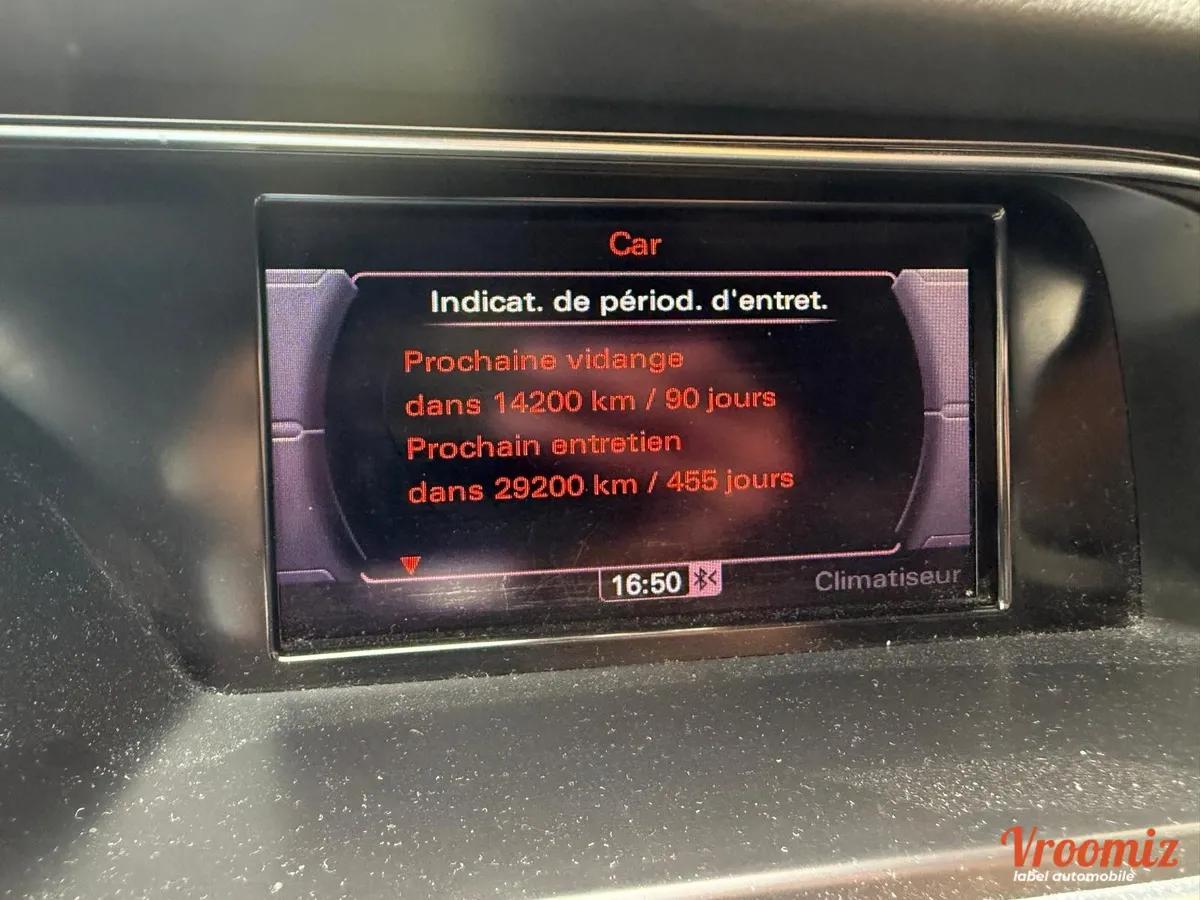 Car
Indicat. de périod. d'entret.
Prochaine vidange
dans 14200 km / 90 jours
Prochain entretien
dans 29200 km / 455 jours
16:50
Climatiseur
Vroomiz
label automobile